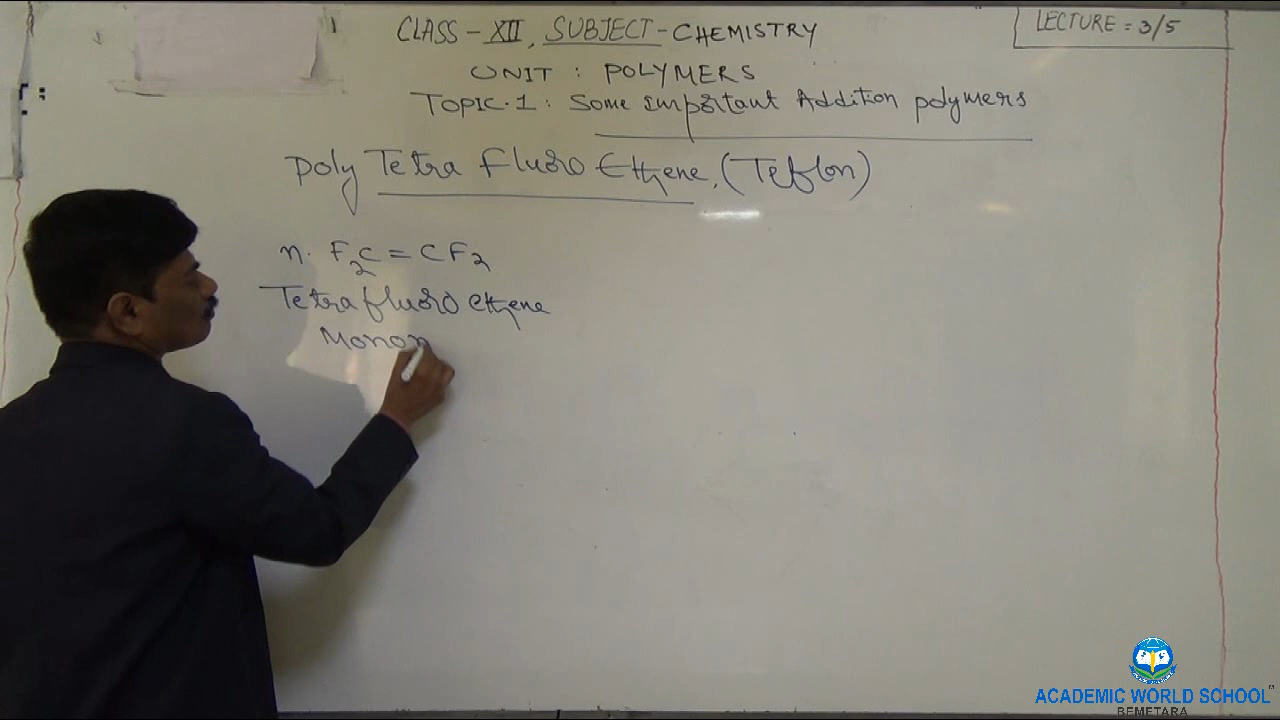 CLASS - XII, SUBJECT - CHEMISTRY
LECTURE = 3/5
UNIT : POLYMERS
TOPIC.1 : Some important Addition polymers
Poly Tetra Fluoro Ethene, (Teflon)
n. F2C = CF2
Tetra fluoro ethene
Monom
ACADEMIC WORLD SCHOOL
BEMETARA